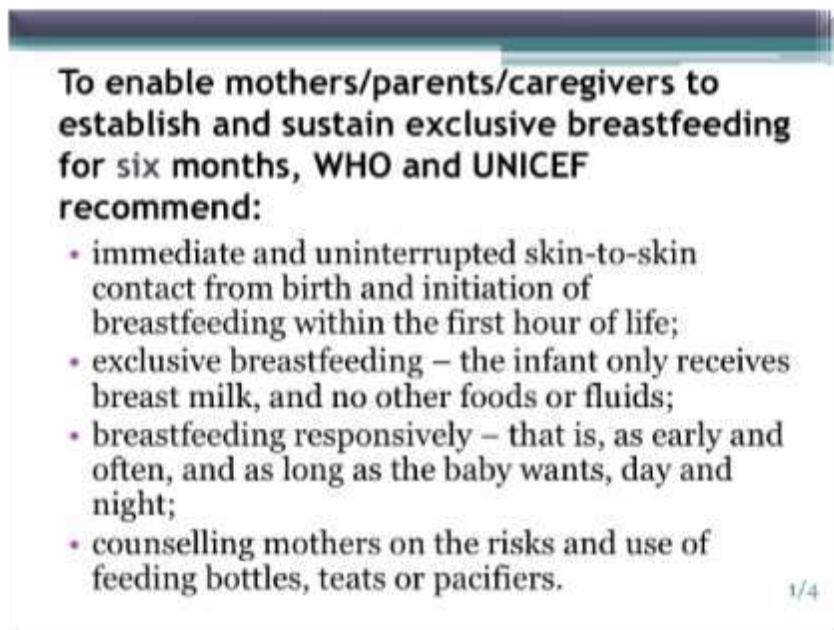 To enable mothers/parents/caregivers to
establish and sustain exclusive breastfeeding
for six months, WHO and UNICEF
recommend:
• immediate and uninterrupted skin-to-skin
contact from birth and initiation of
breastfeeding within the first hour of life;
• exclusive breastfeeding – the infant only receives
breast milk, and no other foods or fluids;
• breastfeeding responsively – that is, as early and
often, and as long as the baby wants, day and
night;
• counselling mothers on the risks and use of
feeding bottles, teats or pacifiers.
1/4